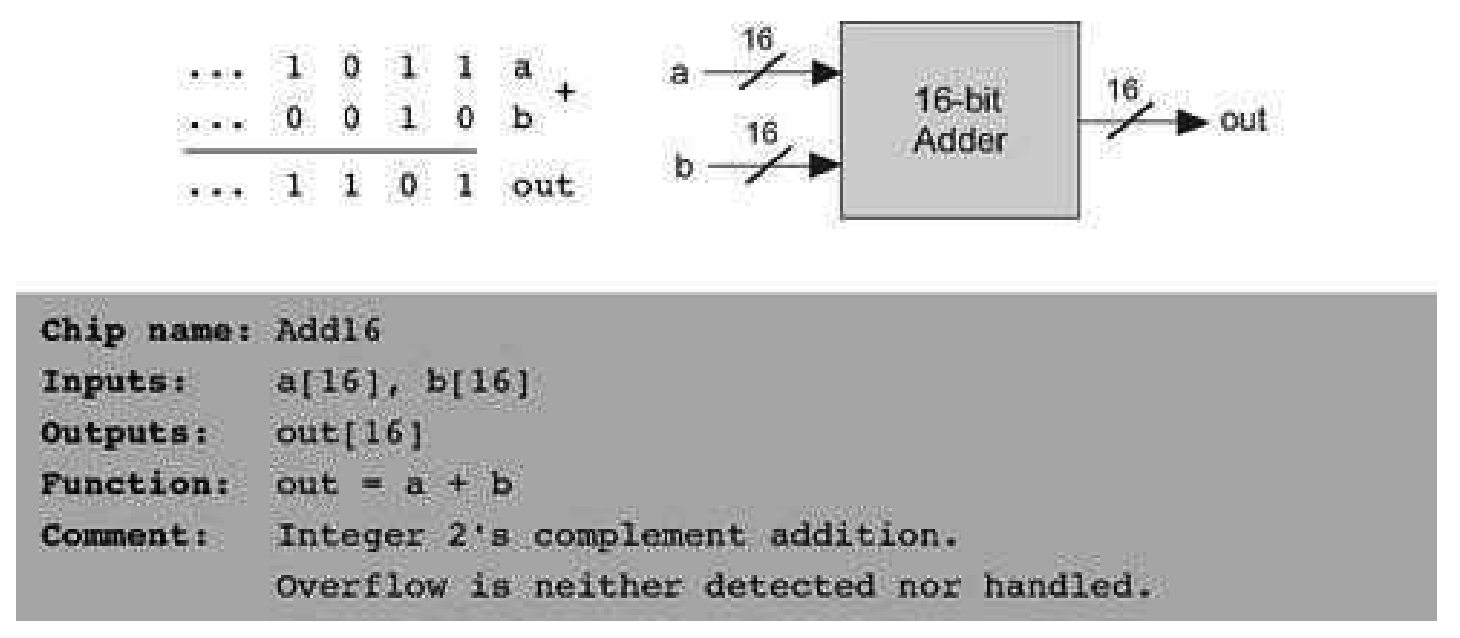 ... 1 0 1 1 a
+
... 0 0 1 0 b
... 1 1 0 1 out
16
a
16
b
16-bit
Adder
16
out
Chip name: Add16
Inputs: a[16], b[16]
Outputs: out[16]
Function: out = a + b
Comment: Integer 2's complement addition.
Overflow is neither detected nor handled.